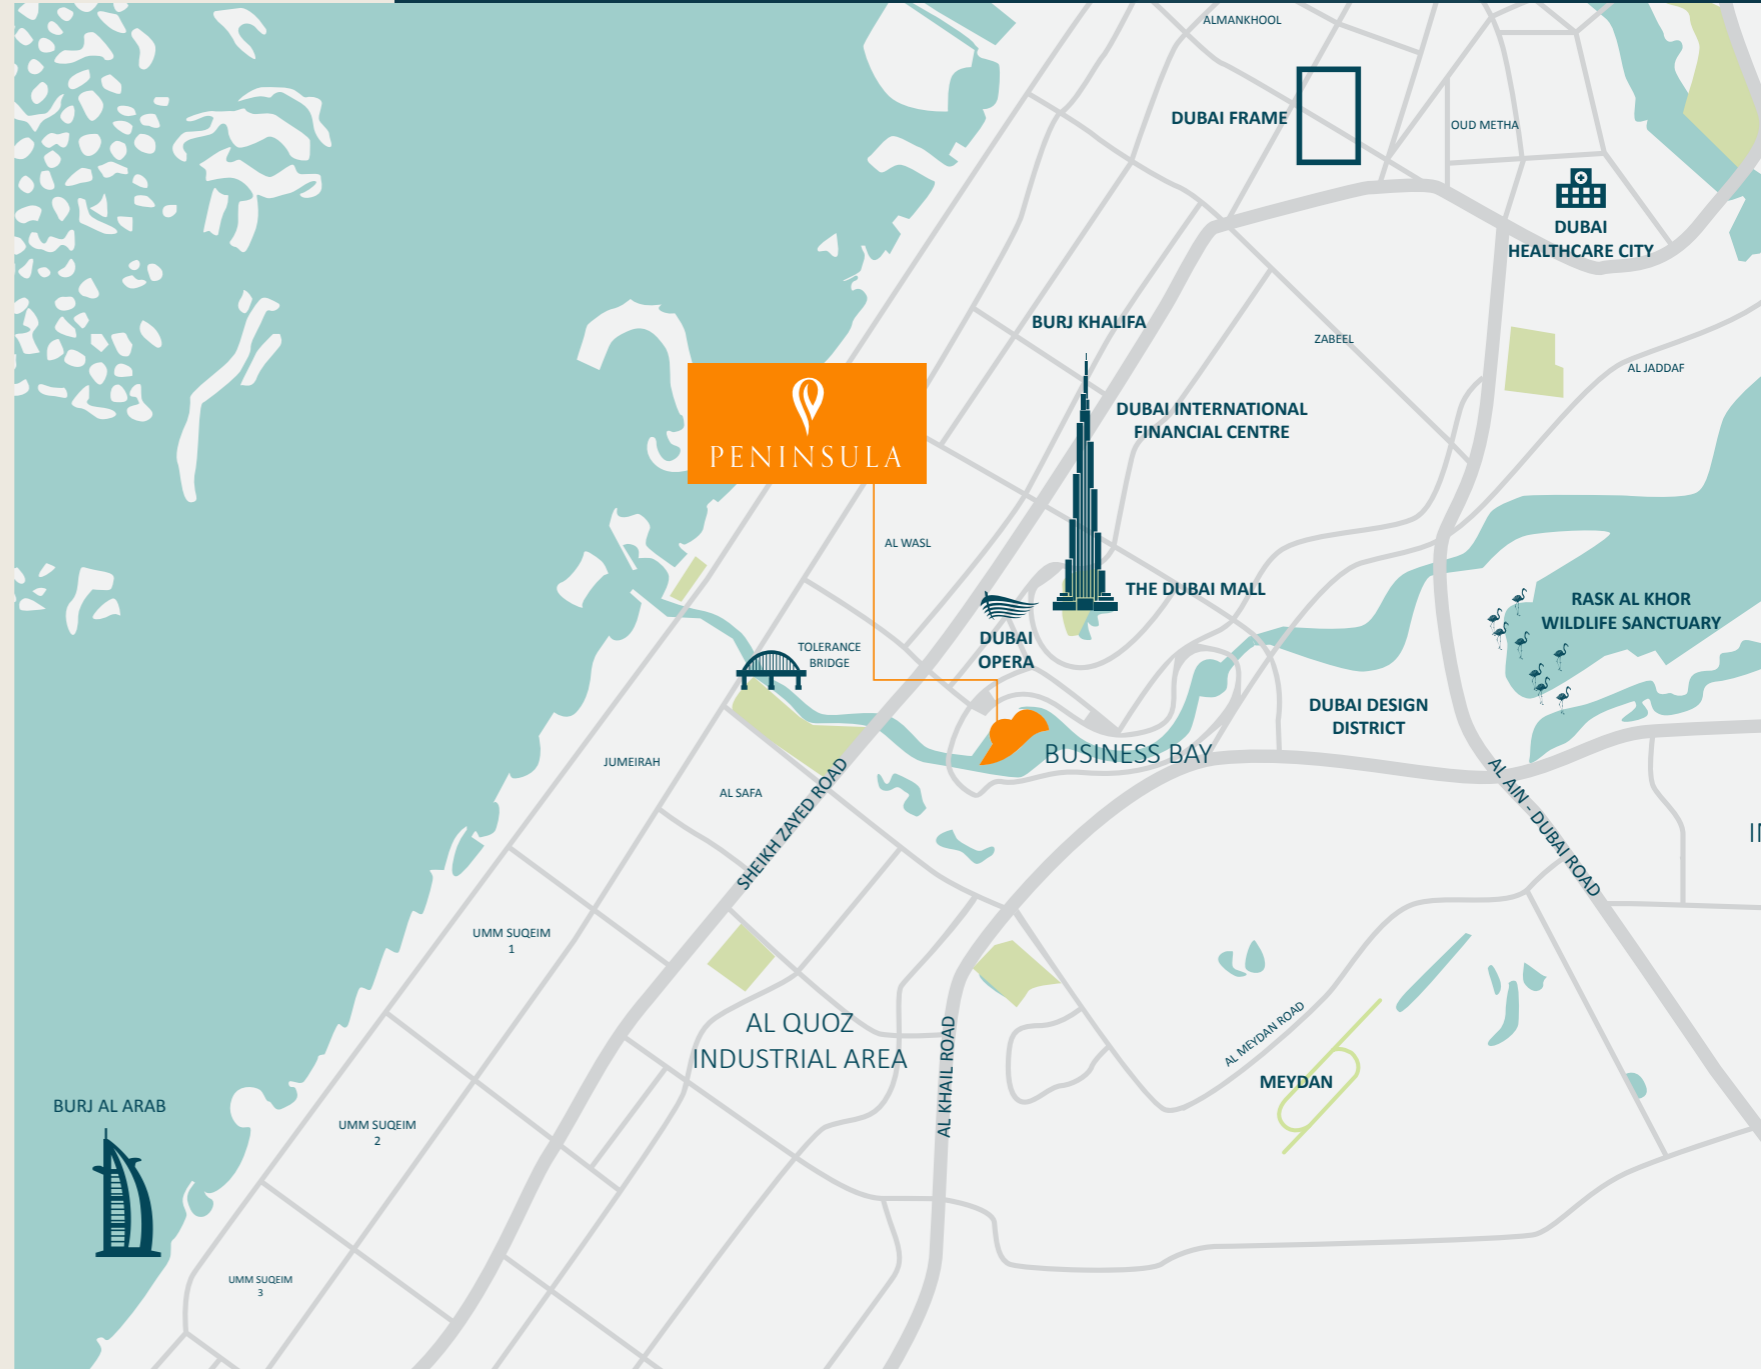 ALMANKHOOL
DUBAI FRAME
OUD METHA
DUBAI
HEALTHCARE CITY
BURJ KHALIFA
ZABEEL
AL JADDAF
PENINSULA
DUBAI INTERNATIONAL
FINANCIAL CENTRE
AL WASL
THE DUBAI MALL
RASK AL KHOR
WILDLIFE SANCTUARY
DUBAI
OPERA
TOLERANCE
BRIDGE
DUBAI DESIGN
DISTRICT
BUSINESS BAY
JUMEIRAH
AL SAFA
SHEIKH ZAYED ROAD
AL AIN - DUBAI ROAD
UMM SUQEIM
1
AL QUOZ
INDUSTRIAL AREA
AL KHAIL ROAD
AL MEYDAN ROAD
MEYDAN
BURJ AL ARAB
UMM SUQEIM
2
UMM SUQEIM
3